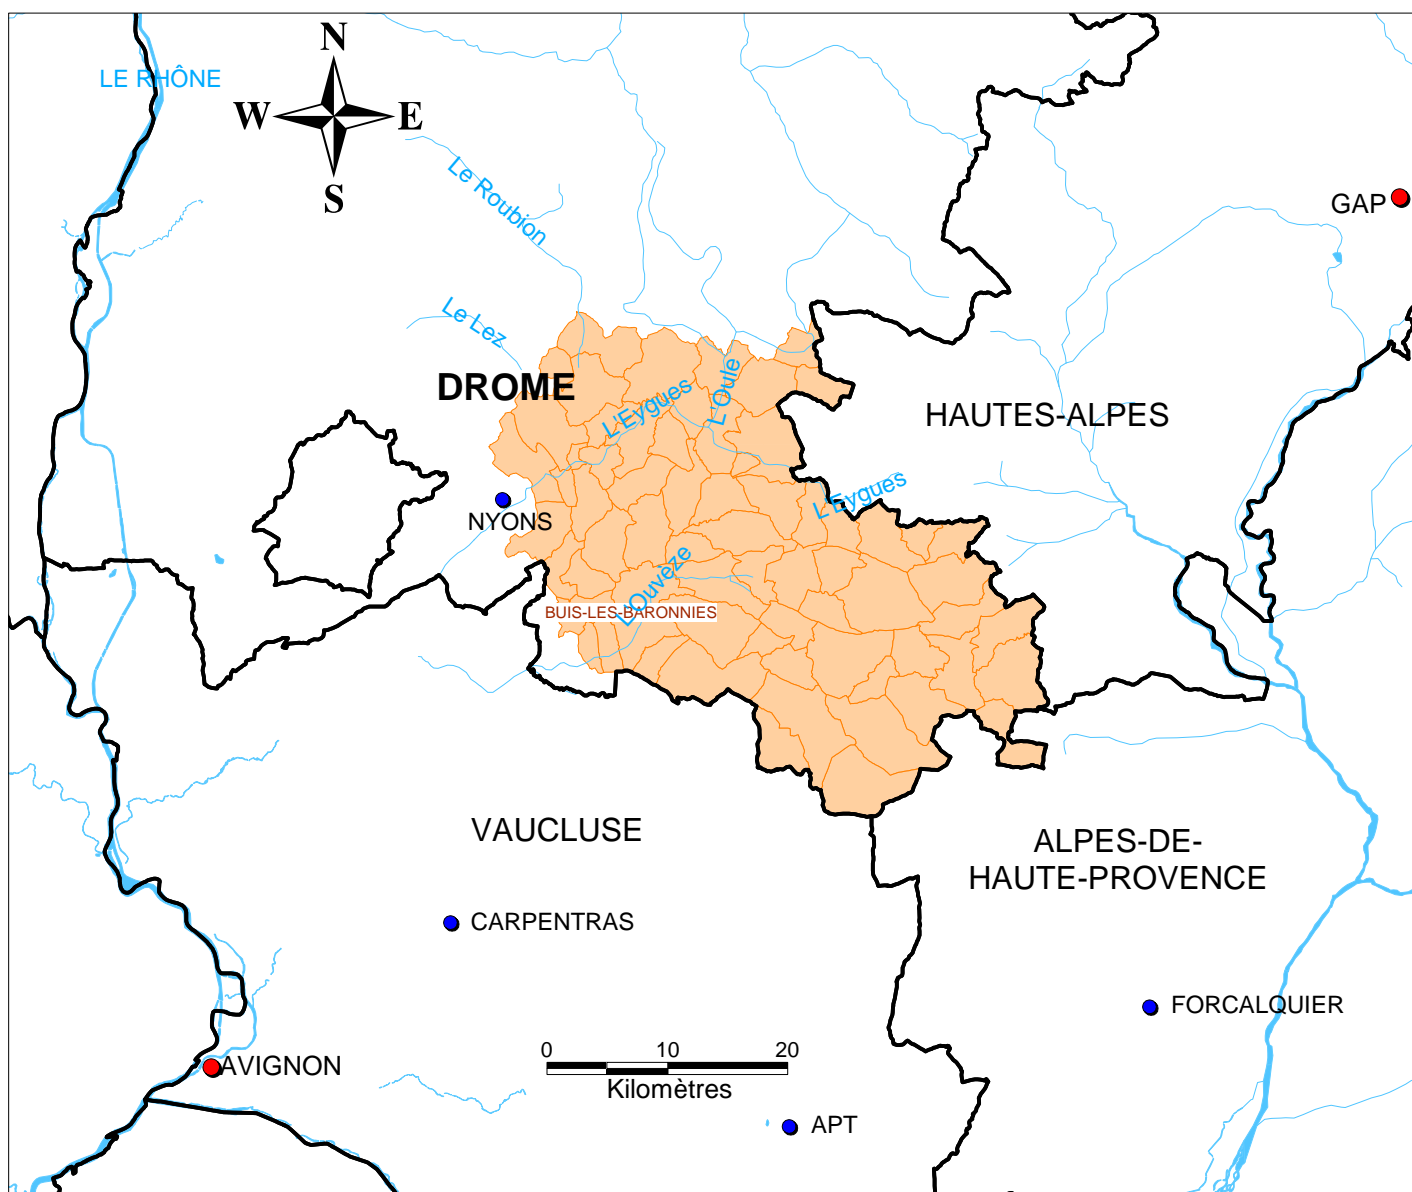 N
LE RHÔNE
W
E
S
Le Roubion
GAP
Le Lez
DROME
L'Eygues
L'Oule
HAUTES-ALPES
L'Eygues
NYONS
L'Ouvèze
BUIS-LES-BARONNIES
VAUCLUSE
ALPES-DE-
HAUTE-PROVENCE
CARPENTRAS
FORCALQUIER
0 10 20
Kilomètres
AVIGNON
APT